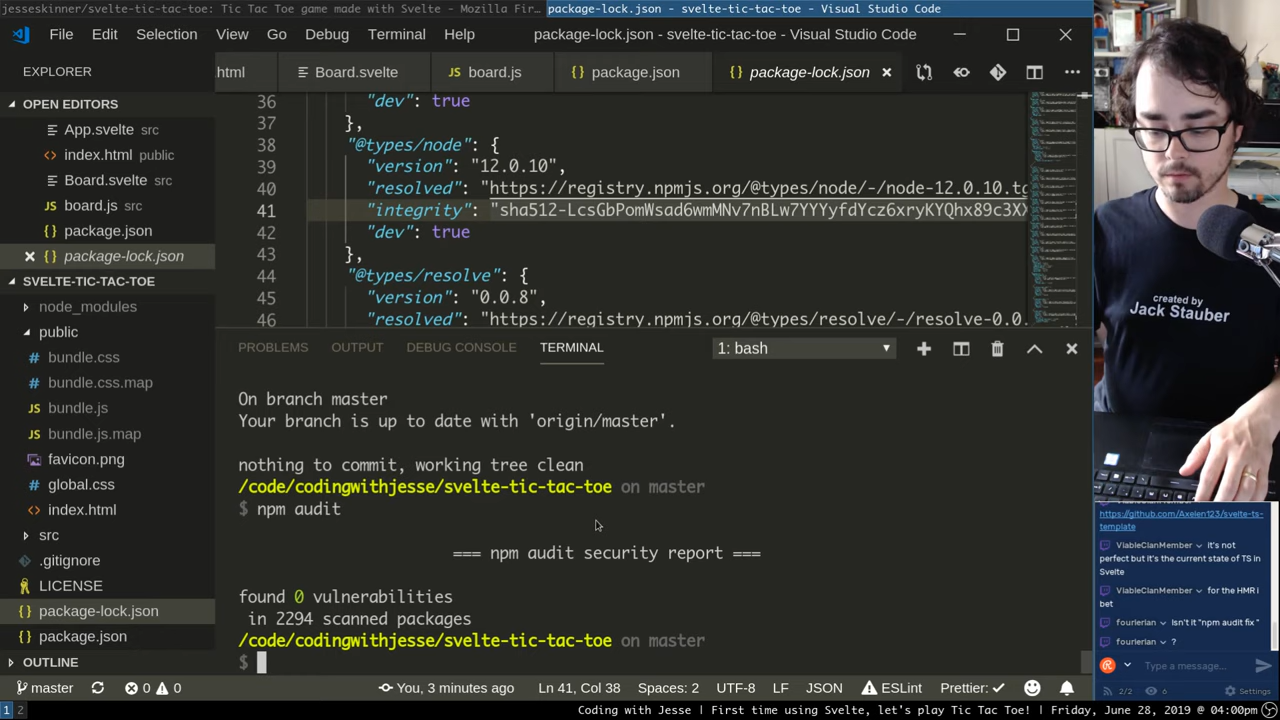 jesseskinner/svelte-tic-tac-toe: Tic Tac Toe game made with Svelte - Mozilla Fir...
package-lock.json - svelte-tic-tac-toe - Visual Studio Code
File Edit Selection View Go Debug Terminal Help
package-lock.json - svelte-tic-tac-toe - Visual Studio Code
EXPLORER
OPEN EDITORS
App.svelte src
index.html public
Board.svelte src
board.js src
package.json
package-lock.json
SVELTE-TIC-TAC-TOE
node_modules
public
bundle.css
bundle.css.map
bundle.js
bundle.js.map
favicon.png
global.css
index.html
src
.gitignore
LICENSE
package-lock.json
package.json
OUTLINE
html
Board.svelte
board.js
package.json
package-lock.json
36 "dev": true
37 },
38 "@types/node": {
39 "version": "12.0.10",
40 "resolved": "https://registry.npmjs.org/@types/node/-/node-12.0.10.tg
41 "integrity": "sha512-LcsGbPomWsad6wmMNv7nBLw7YYYyfdYcz6xryKYQhx89c3XX
42 "dev": true
43 },
44 "@types/resolve": {
45 "version": "0.0.8",
46 "resolved": "https://registry.npmjs.org/@types/resolve/-/resolve-0.0.
PROBLEMS OUTPUT DEBUG CONSOLE TERMINAL
1: bash
On branch master
Your branch is up to date with 'origin/master'.
nothing to commit, working tree clean
/code/codingwithjesse/svelte-tic-tac-toe on master
$ npm audit
=== npm audit security report ===
found 0 vulnerabilities
in 2294 scanned packages
/code/codingwithjesse/svelte-tic-tac-toe on master
$
master
0 0
You, 3 minutes ago
Ln 41, Col 38
Spaces: 2
UTF-8
LF
JSON
ESLint
Prettier:
created by
Jack Stauber
https://github.com/Axelen123/svelte-ts-
template
ViableClanMember it's not
perfect but it's the current state of TS in
Svelte
ViableClanMember for the HMR i
bet
fourlerian Isn't it "npm audit fix "
fourlerian ?
Type a message...
2/2 6 Settings
1 2
Coding with Jesse | First time using Svelte, let's play Tic Tac Toe! | Friday, June 28, 2019 @ 04:00pm